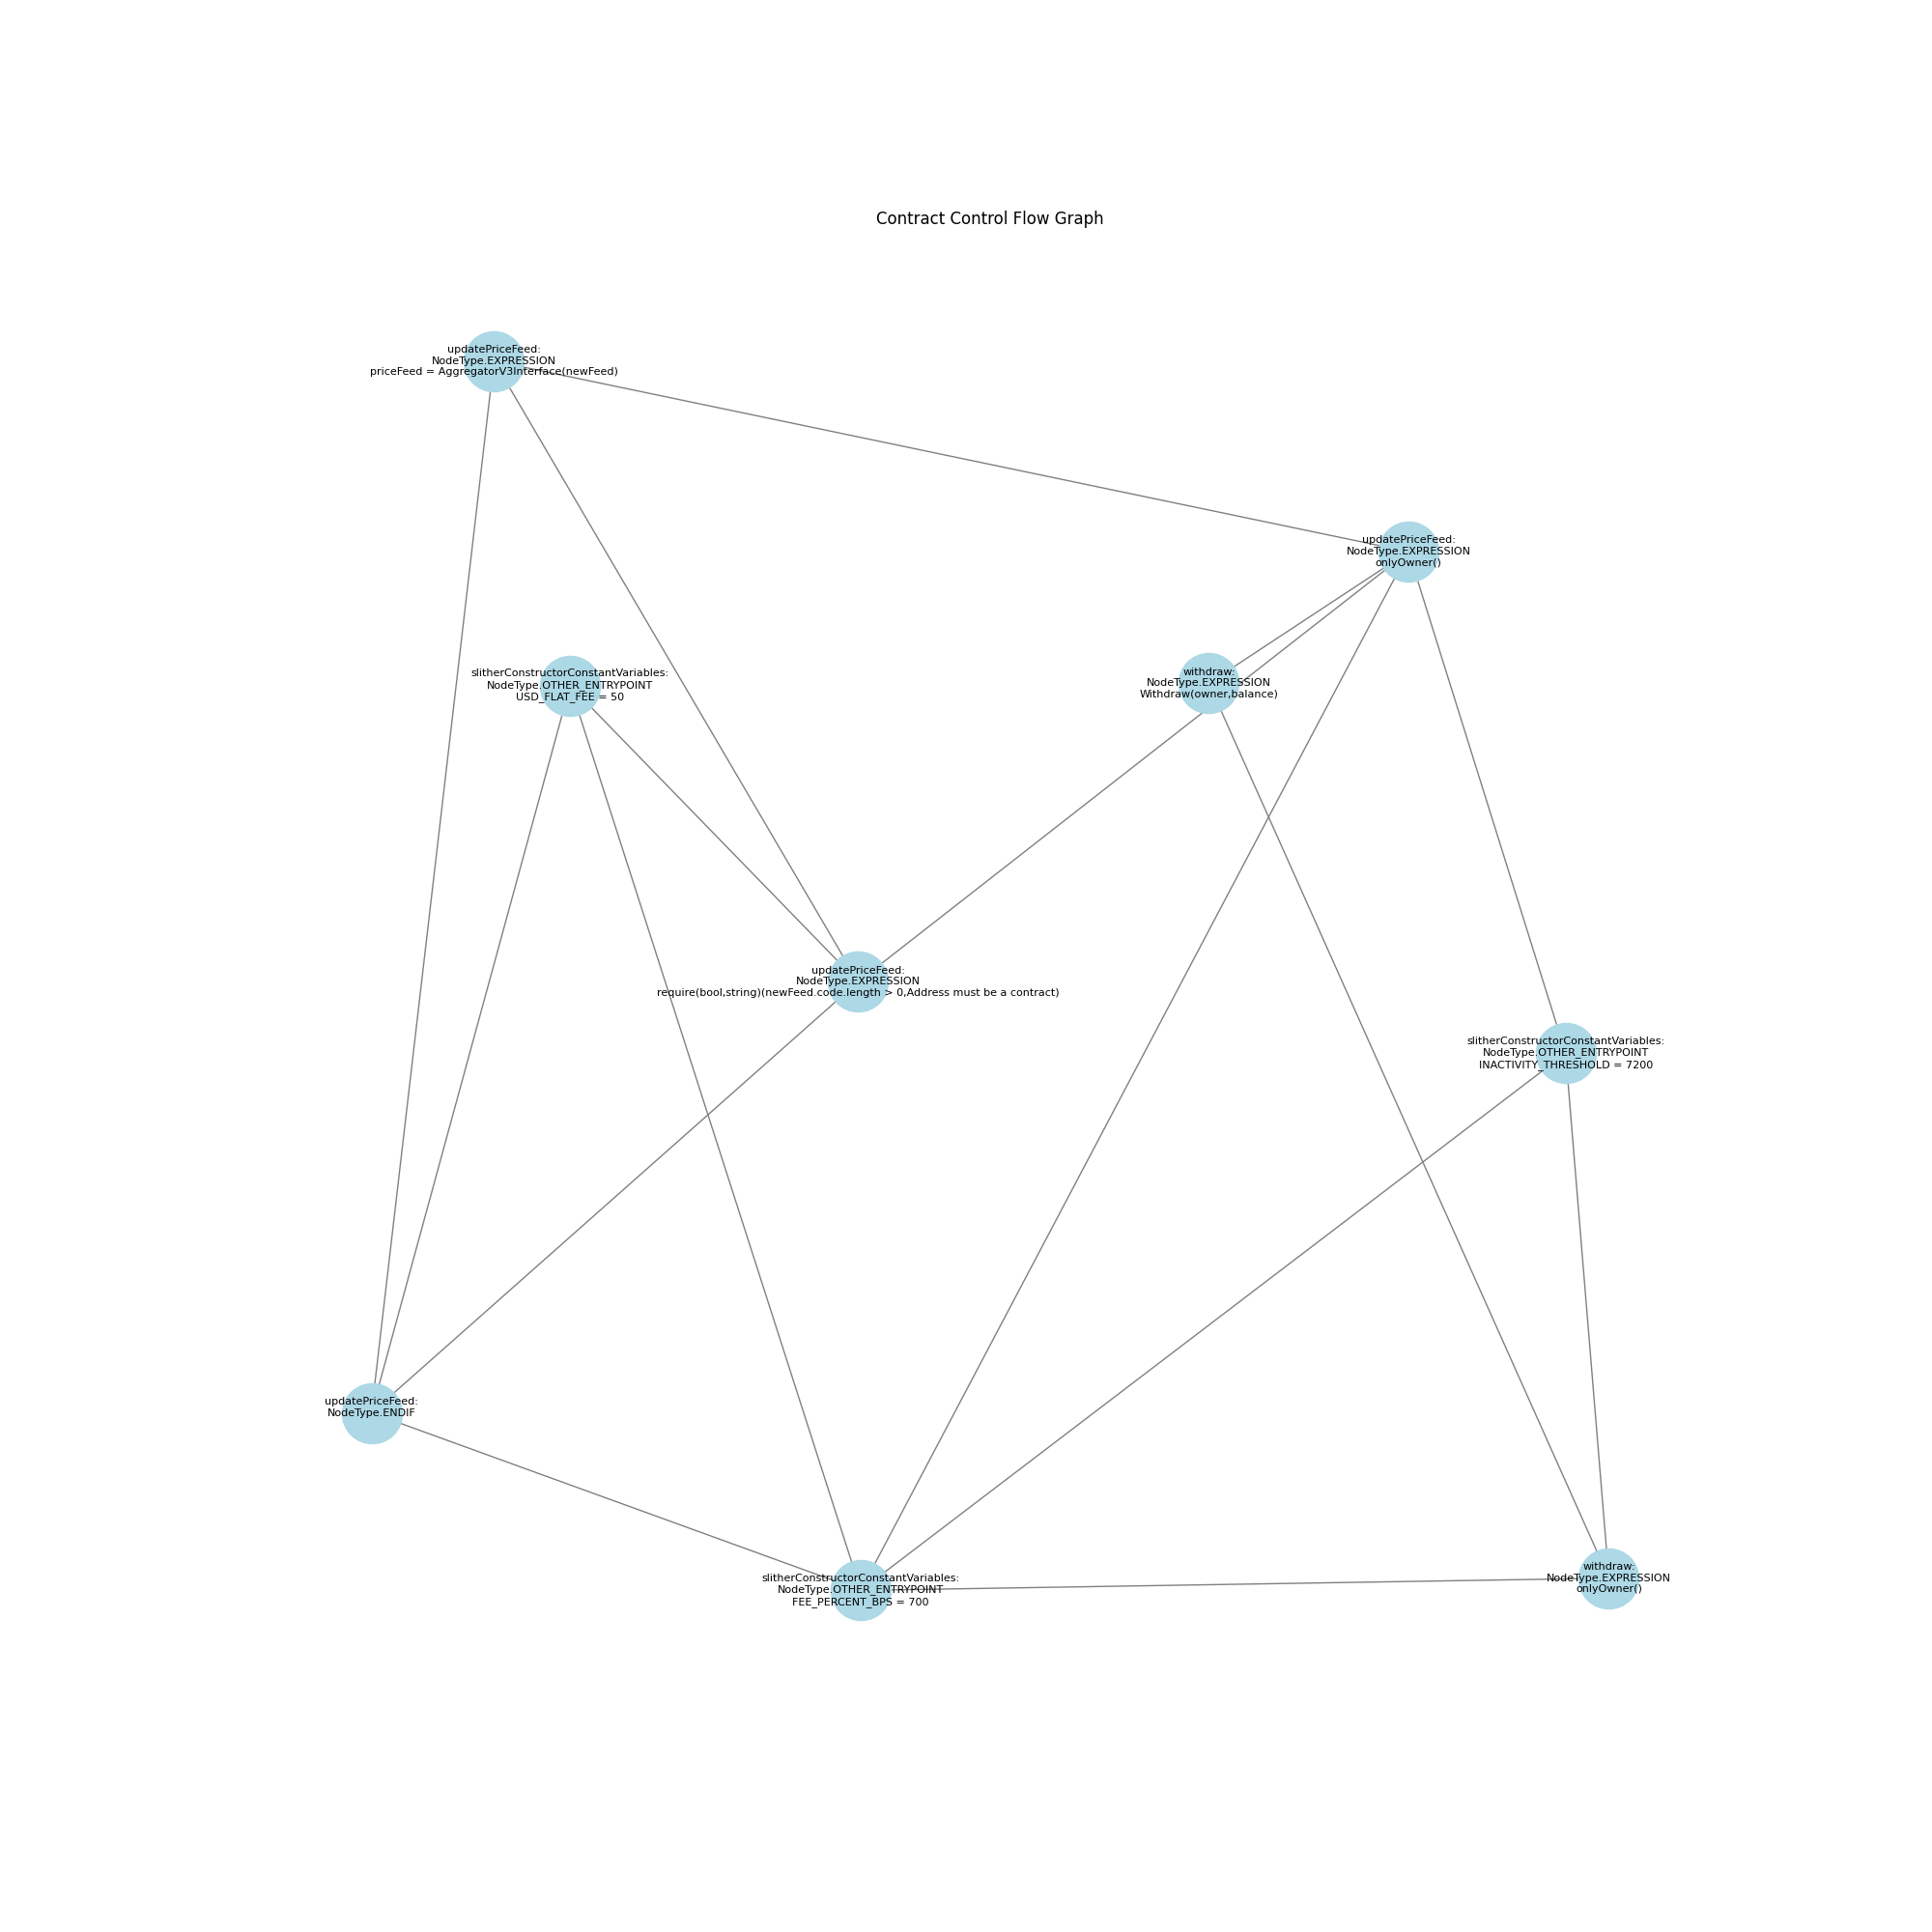 Contract Control Flow Graph
updatePriceFeed:
NodeType.EXPRESSION
priceFeed = AggregatorV3Interface(newFeed)
updatePriceFeed:
NodeType.EXPRESSION
onlyOwner()
slitherConstructorConstantVariables:
NodeType.OTHER_ENTRYPOINT
USD_FLAT_FEE = 50
withdraw:
NodeType.EXPRESSION
Withdraw(owner,balance)
updatePriceFeed:
NodeType.EXPRESSION
require(bool,string)(newFeed.code.length > 0,Address must be a contract)
slitherConstructorConstantVariables:
NodeType.OTHER_ENTRYPOINT
INACTIVITY_THRESHOLD = 7200
updatePriceFeed:
NodeType.ENDIF
slitherConstructorConstantVariables:
NodeType.OTHER_ENTRYPOINT
FEE_PERCENT_BPS = 700
withdraw:
NodeType.EXPRESSION
onlyOwner()